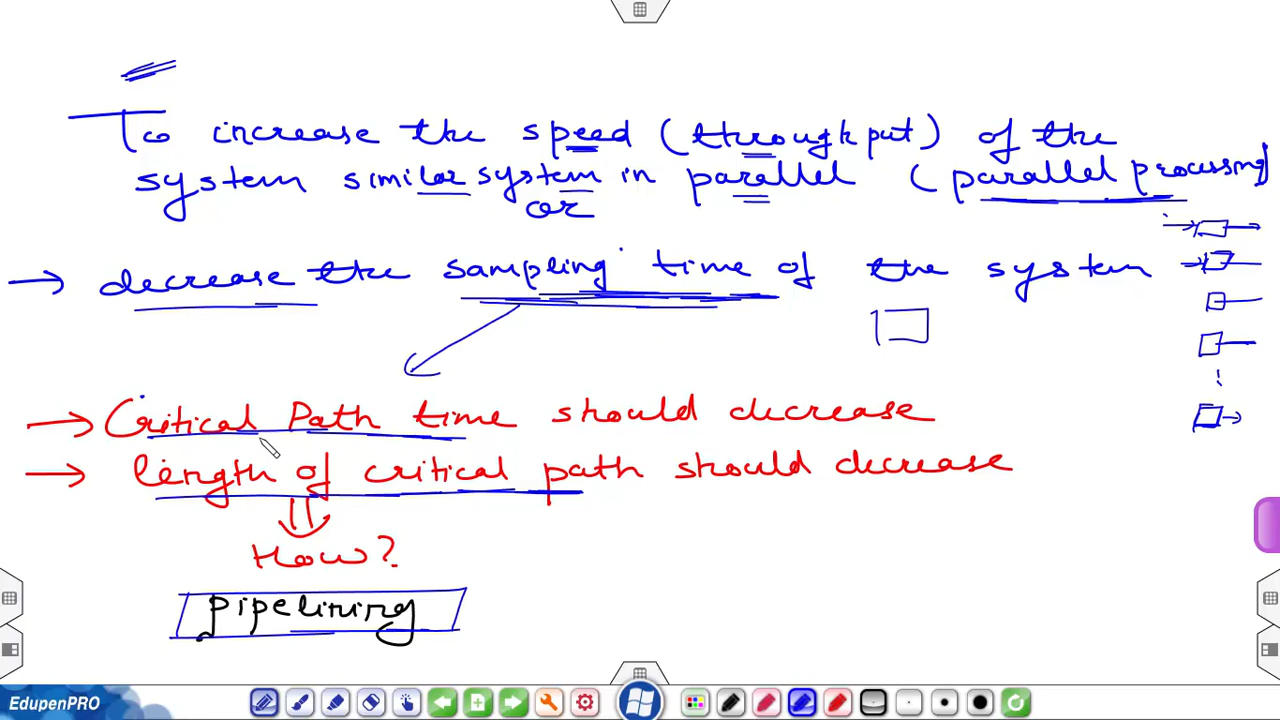 To increase the speed (throughput) of the
system similar system in parallel (parallel processing)
or
→ decrease the sampling time of the system
→ Critical Path time should decrease
→ length of critical path should decrease
How?
pipelining
EdupenPRO